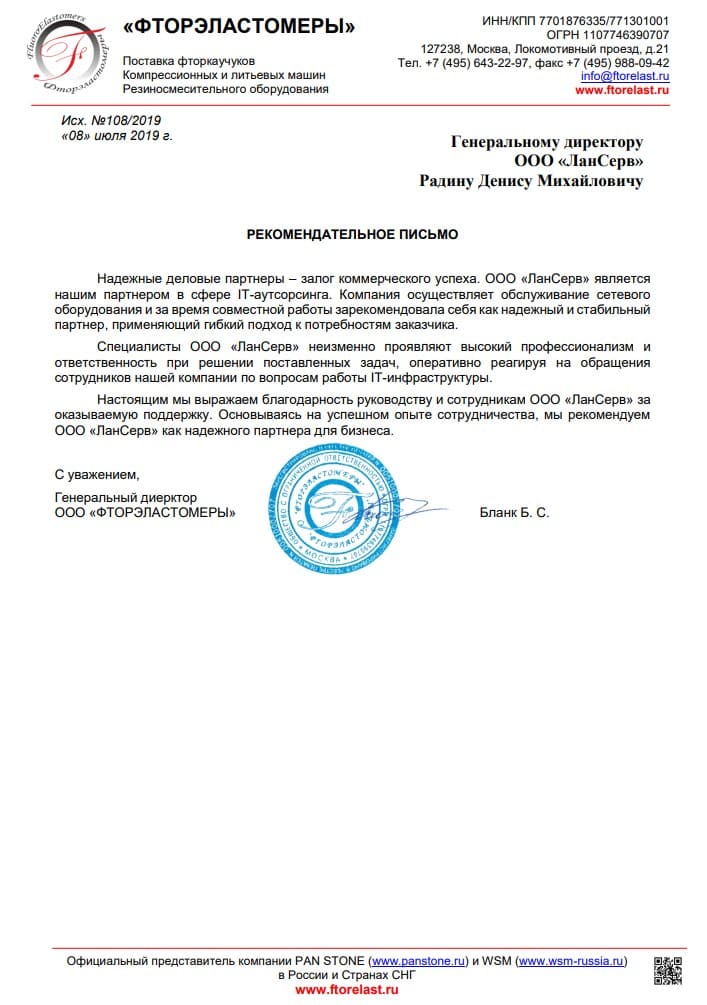 FluoroElastomers
Фторэластомеры
«ФТОРЭЛАСТОМЕРЫ»
Поставка фторкаучуков
Компрессионных и литьевых машин
Резиносмесительного оборудования
ИНН/КПП 7701876335/771301001
ОГРН 1107746390707
127238, Москва, Локомотивный проезд, д.21
Тел. +7 (495) 643-22-97, факс +7 (495) 988-09-42
info@ftorelast.ru
www.ftorelast.ru
Исх. №108/2019
«08» июля 2019 г.
Генеральному директору
ООО «ЛанСерв»
Радину Денису Михайловичу
РЕКОМЕНДАТЕЛЬНОЕ ПИСЬМО
Надежные деловые партнеры – залог коммерческого успеха. ООО «ЛанСерв» является
нашим партнером в сфере IT-аутсорсинга. Компания осуществляет обслуживание сетевого
оборудования и за время совместной работы зарекомендовала себя как надежный и стабильный
партнер, применяющий гибкий подход к потребностям заказчика.
Специалисты ООО «ЛанСерв» неизменно проявляют высокий профессионализм и
ответственность при решении поставленных задач, оперативно реагируя на обращения
сотрудников нашей компании по вопросам работы IT-инфраструктуры.
Настоящим мы выражаем благодарность руководству и сотрудникам ООО «ЛанСерв» за
оказываемую поддержку. Основываясь на успешном опыте сотрудничества, мы рекомендуем
ООО «ЛанСерв» как надежного партнера для бизнеса.
С уважением,
Генеральный диерктор
ООО «ФТОРЭЛАСТОМЕРЫ»
Бланк Б. С.
ОБЩЕСТВО С ОГРАНИЧЕННОЙ ОТВЕТСТВЕННОСТЬЮ
МОСКВА
"ФТОРЭЛАСТОМЕРЫ"
Официальный представитель компании PAN STONE (www.panstone.ru) и WSM (www.wsm-russia.ru)
в России и Странах СНГ
www.ftorelast.ru